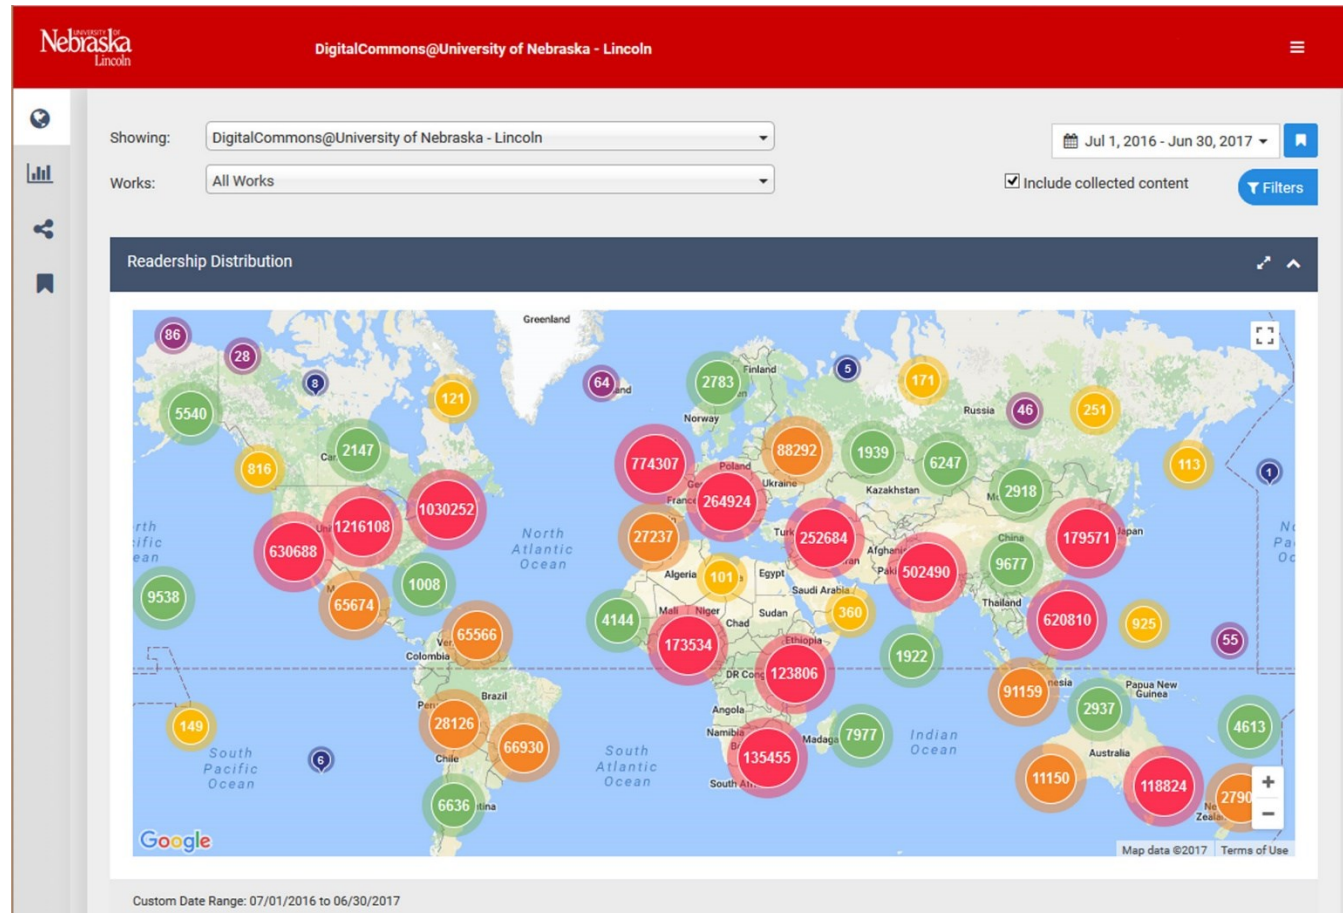 UNIVERSITY OF
Nebraska
Lincoln
DigitalCommons@University of Nebraska - Lincoln
Showing:
DigitalCommons@University of Nebraska - Lincoln
Jul 1, 2016 - Jun 30, 2017
Works:
All Works
Include collected content
Filters
Readership Distribution
Greenland
86
28
8
121
64
2783
Finland
5
171
Russia
46
251
5540
Norway
816
2147
774307
Poland
88292
Ukraine
1939
6247
113
1
Kazakhstan
2918
1216108
1030252
France
264924
630688
North
Atlantic
Ocean
27237
252684
China
179571
Japan
9538
1008
Algeria
101
Egypt
502490
9677
Saudi Arabia
65674
4144
Mali
Niger
Chad
Sudan
360
Thailand
620810
925
65566
Colombia
173534
Ethiopia
123806
1922
55
DR Con
91159
Papua New
Guinea
Brazil
Angola
2937
149
28126
66930
Namib
7977
Indian
Ocean
4613
South
Pacific
Ocean
6
Chile
South
Atlantic
Ocean
135455
Australia
11150
118824
2790
6636
Google
Map data ©2017
Terms of Use
Custom Date Range: 07/01/2016 to 06/30/2017